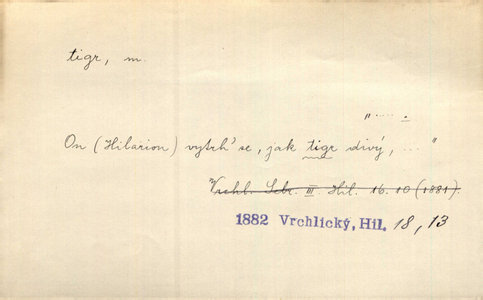 tigr, m.
„ ..... .
On (Hilarion) vytrh' se, jak tigr divý, ... "
Vrchl. Sebr. III Hil. 16. 10 (1881).
1882 Vrchlický, Hil. 18, 13